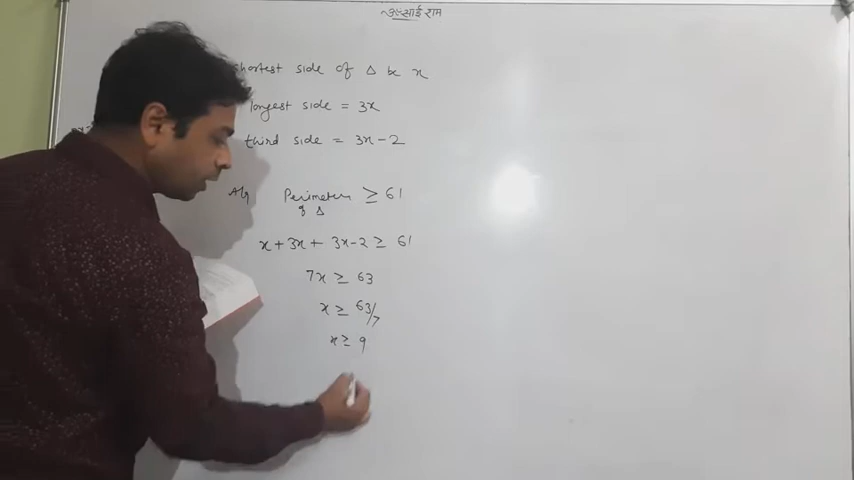 ॐ साईं राम
shortest side of Δ be x
longest side = 3x
third side = 3x - 2
A/q Perimeter of Δ ≥ 61
x + 3x + 3x - 2 ≥ 61
7x ≥ 63
x ≥ 63/7
x ≥ 9